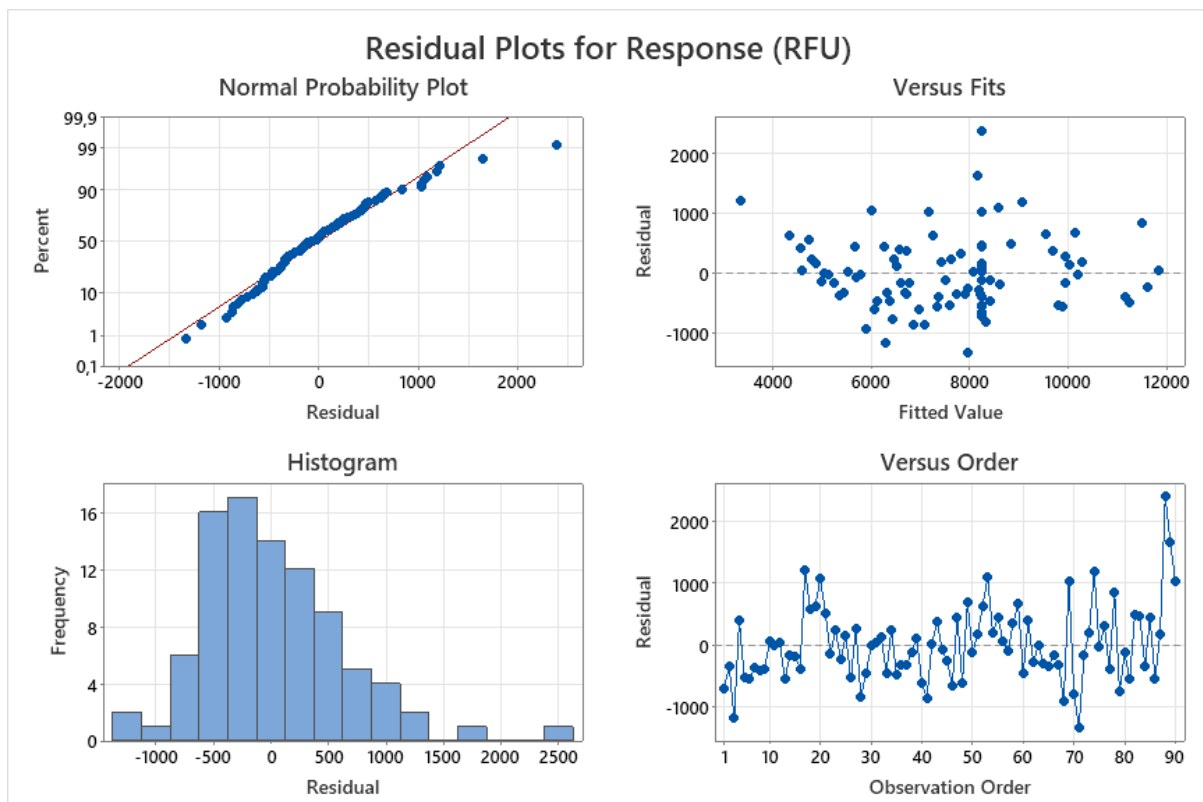 Residual Plots for Response (RFU)
Normal Probability Plot
99,9
99
90
50
10
1
0,1
Percent
-2000 -1000 0 1000 2000
Residual
Versus Fits
2000
1000
0
-1000
Residual
4000 6000 8000 10000 12000
Fitted Value
Histogram
16
12
8
4
0
Frequency
-1000 -500 0 500 1000 1500 2000 2500
Residual
Versus Order
2000
1000
0
-1000
Residual
1 10 20 30 40 50 60 70 80 90
Observation Order